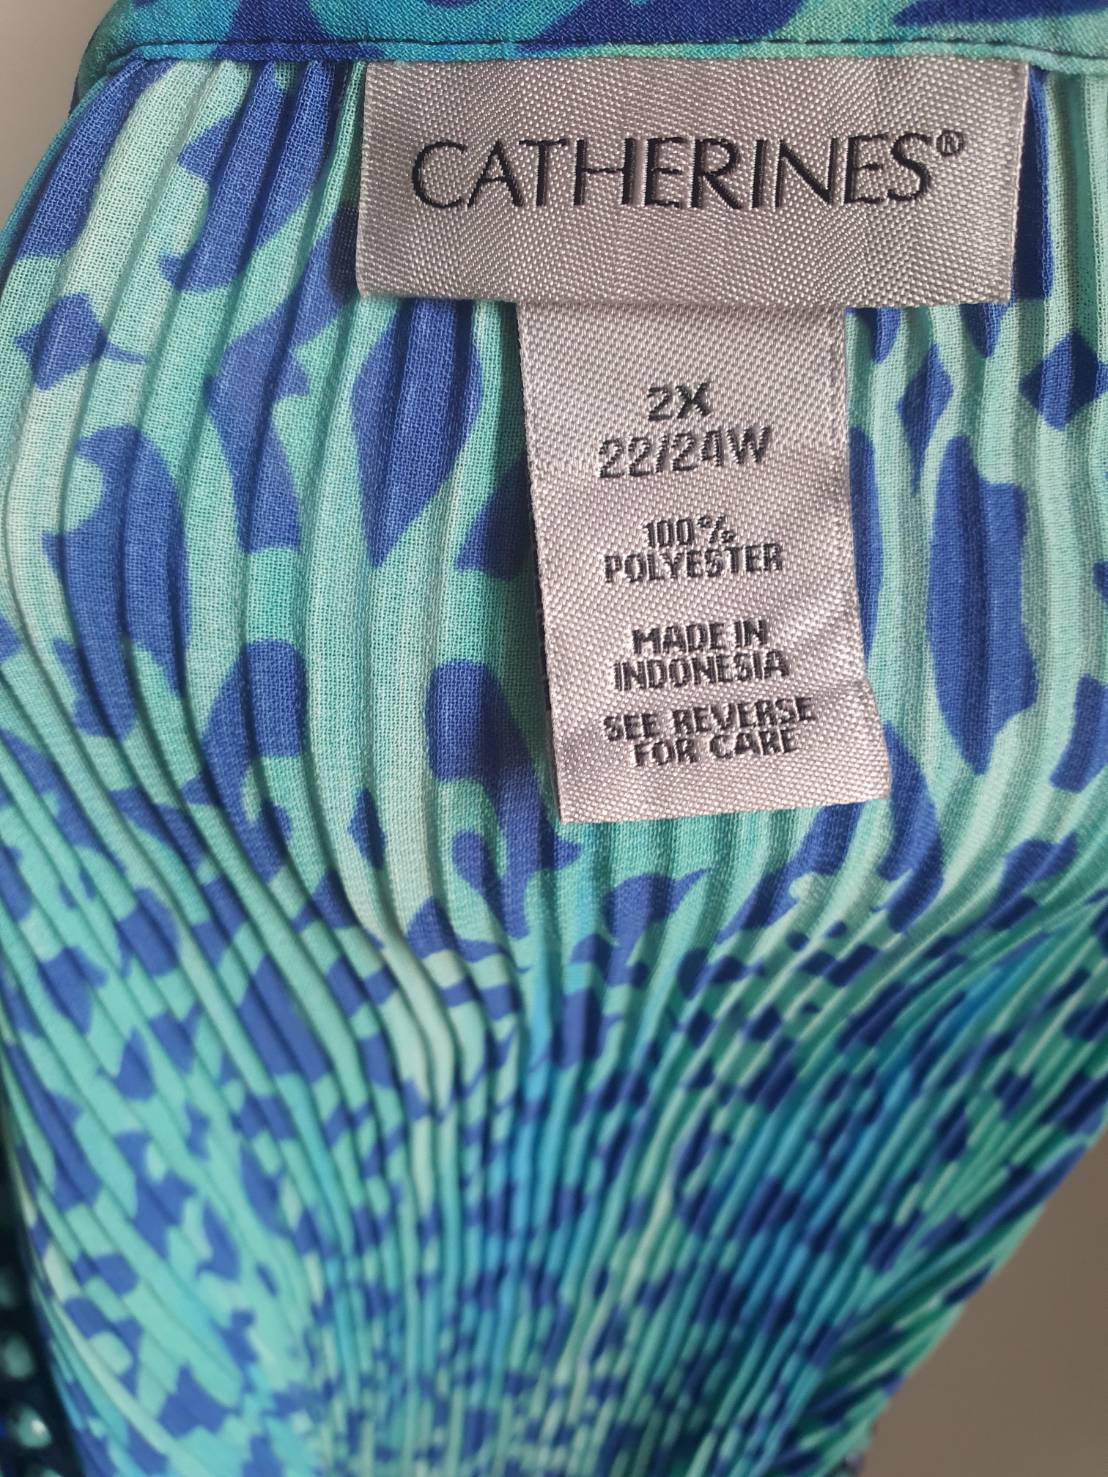 CATHERINES®
2X
22/24W
100%
POLYESTER
MADE IN
INDONESIA
SEE REVERSE
FOR CARE